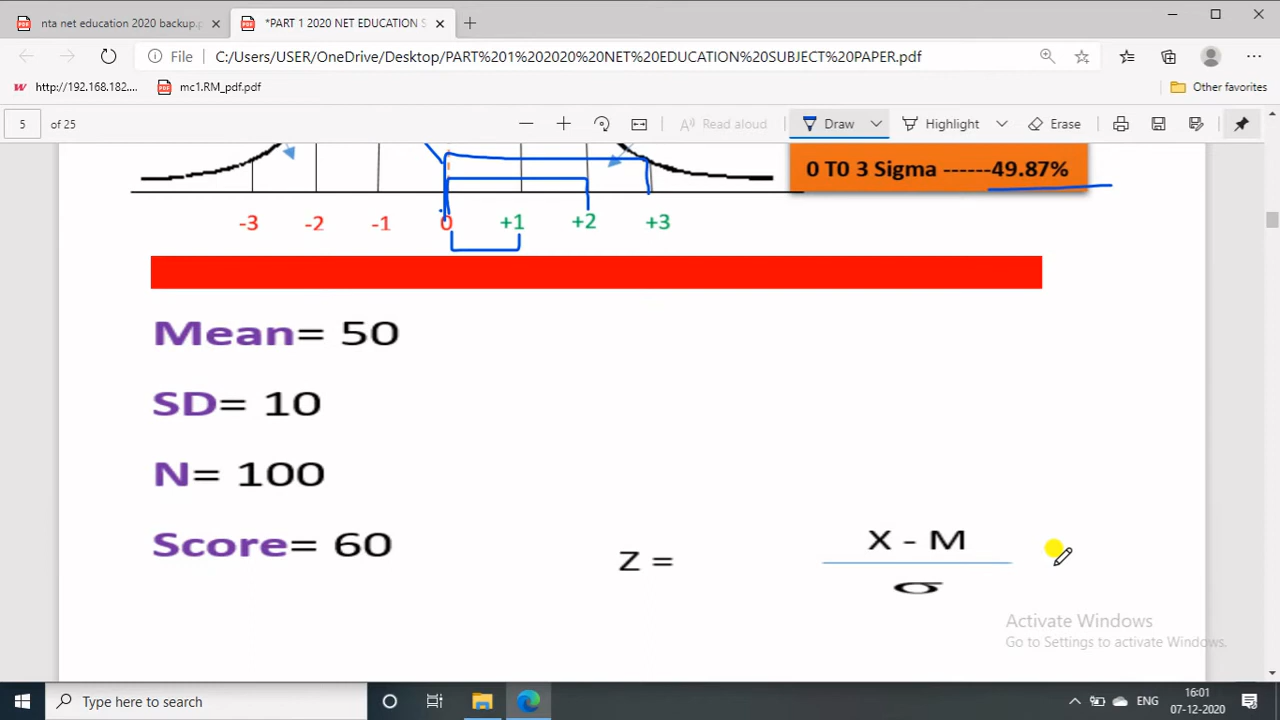 nta net education 2020 backup.p
*PART 1 2020 NET EDUCATION S
File C:/Users/USER/OneDrive/Desktop/PART%201%202020%20NET%20EDUCATION%20SUBJECT%20PAPER.pdf
http://192.168.182.... mc1.RM_pdf.pdf Other favorites
5 of 25 Read aloud Draw Highlight Erase
0 T0 3 Sigma ------49.87%
-3 -2 -1 0 +1 +2 +3
Mean= 50
SD= 10
N= 100
Score= 60
Z = X - M
σ
Activate Windows
Go to Settings to activate Windows.
Type here to search
ENG 16:01
07-12-2020